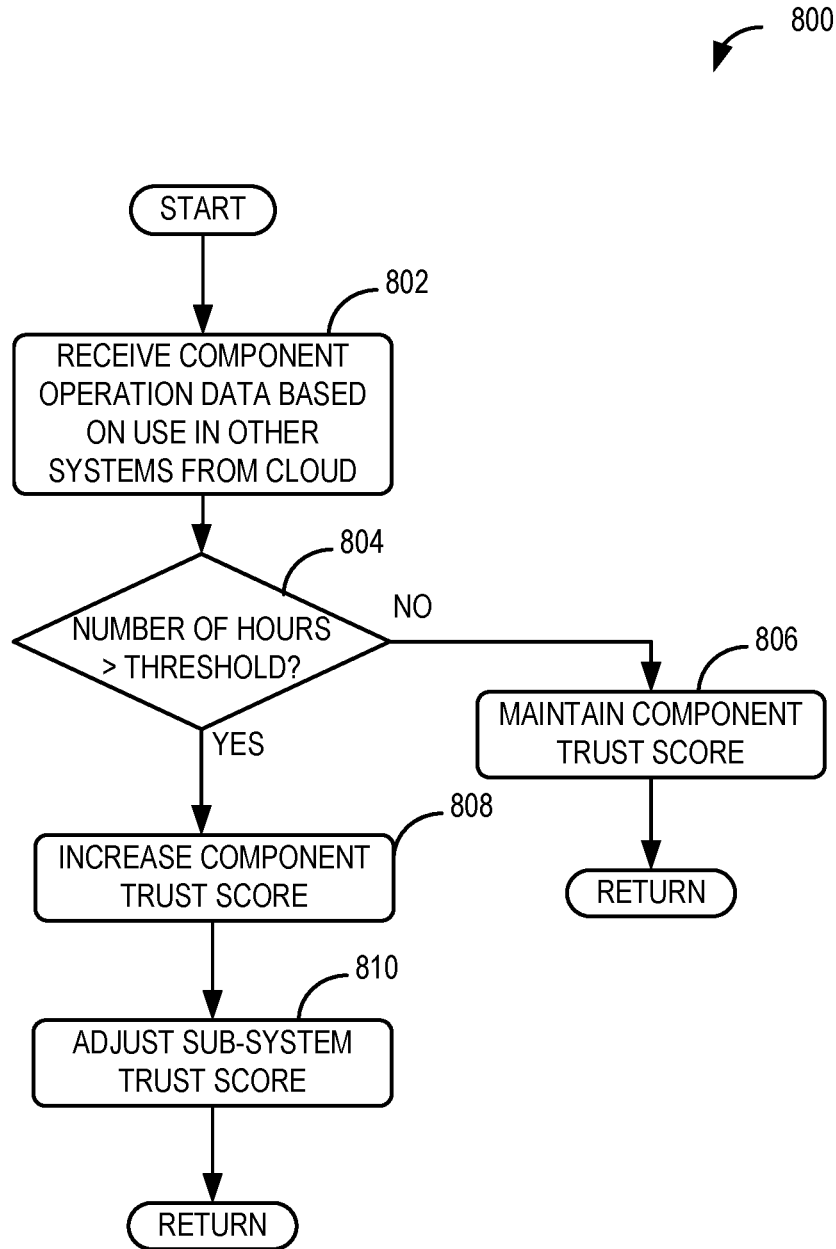 800
START
802
RECEIVE COMPONENT
OPERATION DATA BASED
ON USE IN OTHER
SYSTEMS FROM CLOUD
804
NUMBER OF HOURS
> THRESHOLD?
NO
YES
806
MAINTAIN COMPONENT
TRUST SCORE
RETURN
808
INCREASE COMPONENT
TRUST SCORE
810
ADJUST SUB-SYSTEM
TRUST SCORE
RETURN